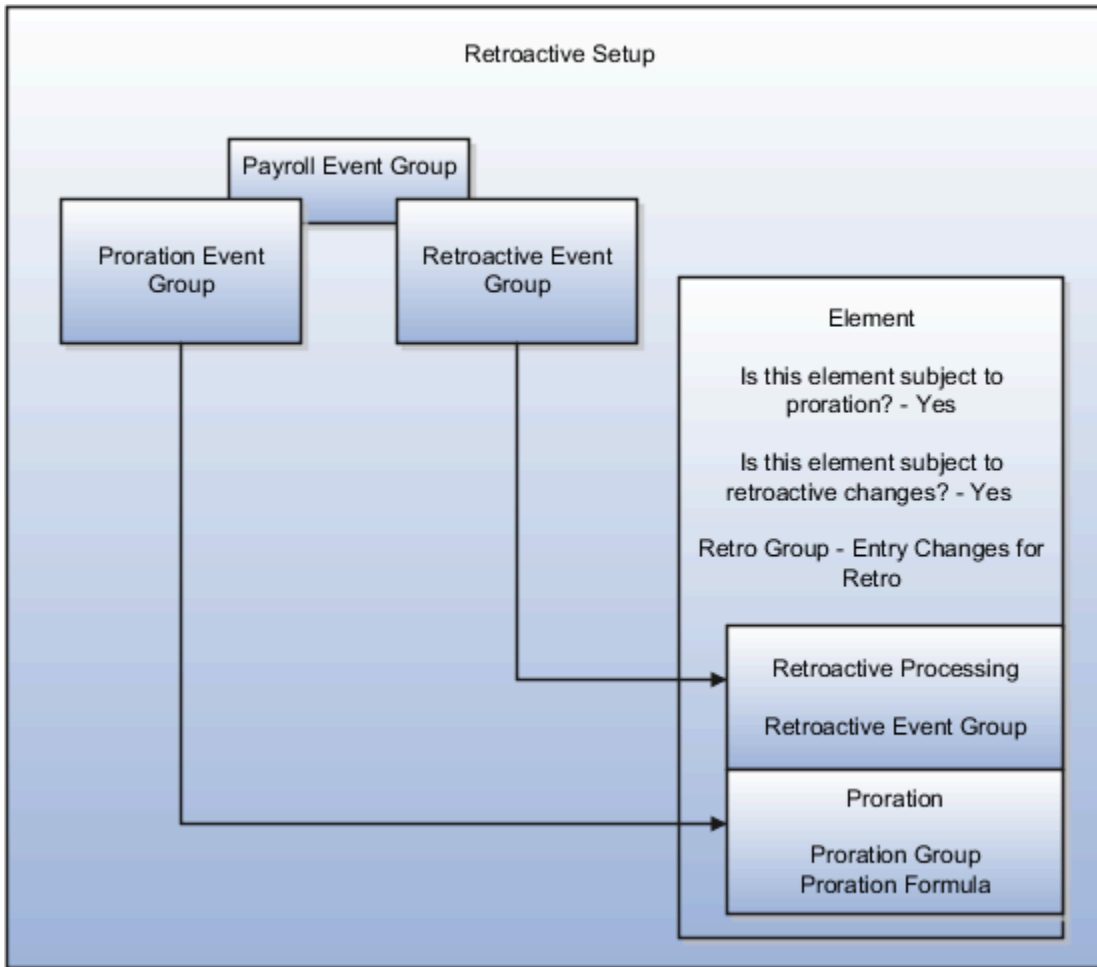 Retroactive Setup
Payroll Event Group
Proration Event
Group
Retroactive Event
Group
Element
Is this element subject to
proration? - Yes
Is this element subject to
retroactive changes? - Yes
Retro Group - Entry Changes for
Retro
Retroactive Processing
Retroactive Event Group
Proration
Proration Group
Proration Formula